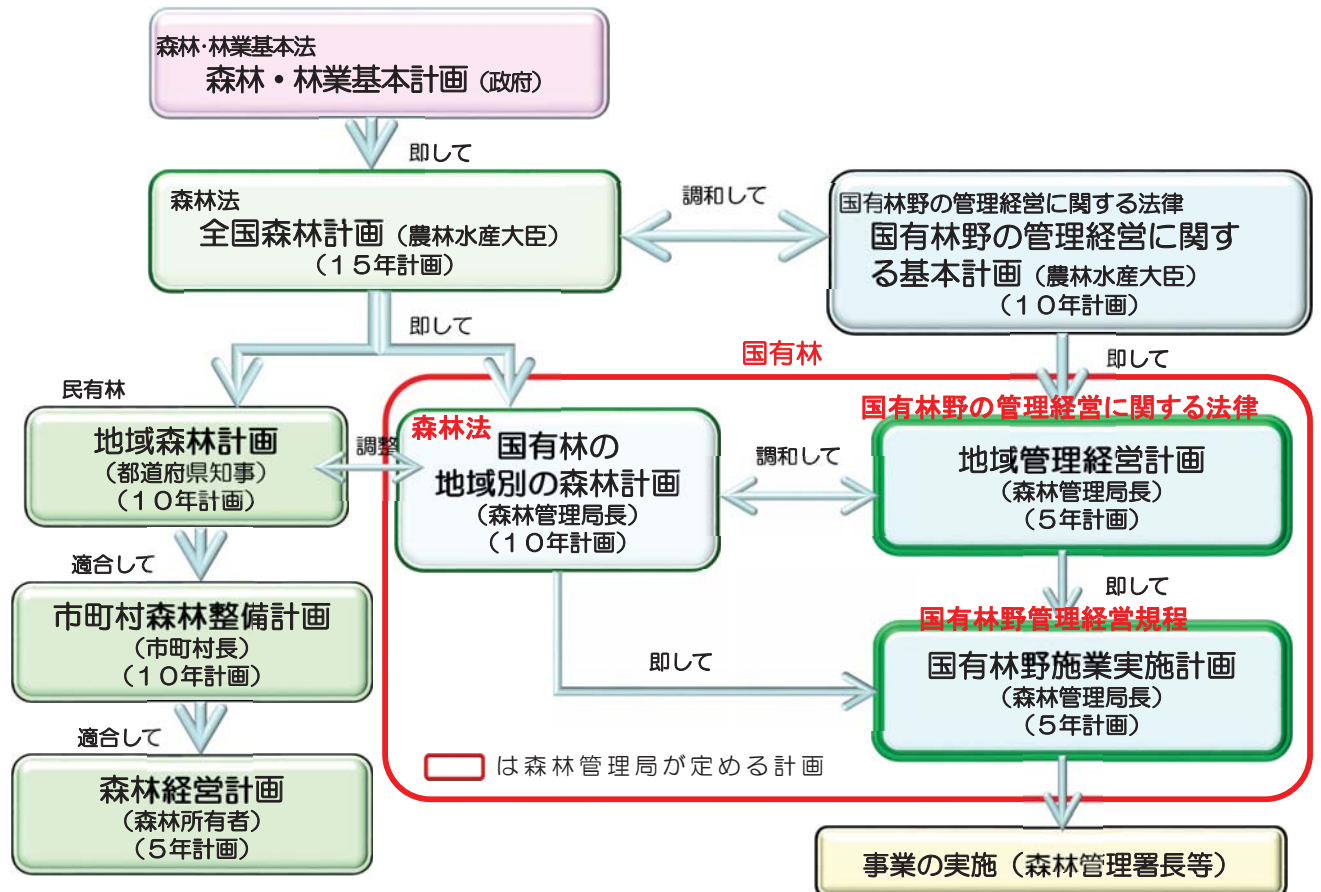 森林・林業基本法
森林・林業基本計画（政府）
即して
森林法
全国森林計画（農林水産大臣）
（１５年計画）
調和して
国有林野の管理経営に関する法律
国有林野の管理経営に関す
る基本計画（農林水産大臣）
（１０年計画）
即して
国有林
即して
民有林
地域森林計画
（都道府県知事）
（１０年計画）
調整
森林法
国有林の
地域別の森林計画
（森林管理局長）
（１０年計画）
調和して
国有林野の管理経営に関する法律
地域管理経営計画
（森林管理局長）
（５年計画）
適合して
市町村森林整備計画
（市町村長）
（１０年計画）
即して
即して
国有林野管理経営規程
国有林野施業実施計画
（森林管理局長）
（５年計画）
適合して
森林経営計画
（森林所有者）
（５年計画）
は森林管理局が定める計画
事業の実施（森林管理署長等）